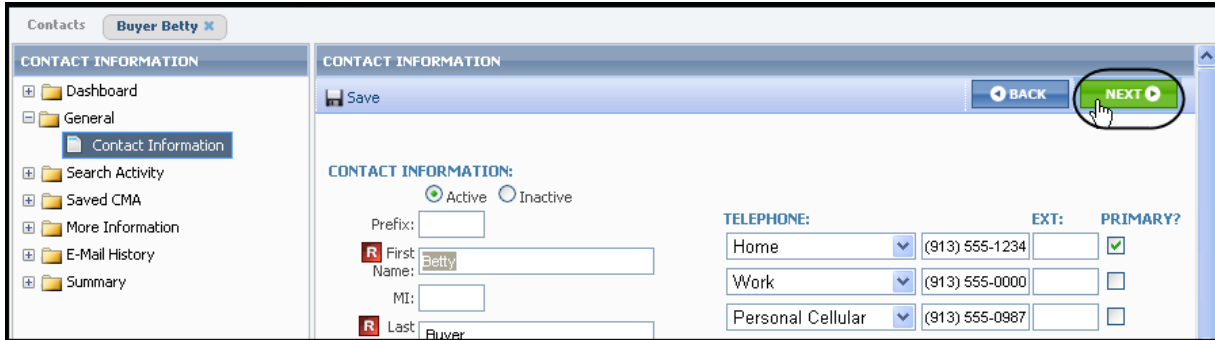 Contacts Buyer Betty
CONTACT INFORMATION
Dashboard
General
Contact Information
Search Activity
Saved CMA
More Information
E-Mail History
Summary
CONTACT INFORMATION
Save BACK NEXT
CONTACT INFORMATION:
Active Inactive
Prefix:
R First
Name: Betty
MI:
R Last Buyer
TELEPHONE: EXT: PRIMARY?
Home (913) 555-1234
Work (913) 555-0000
Personal Cellular (913) 555-0987